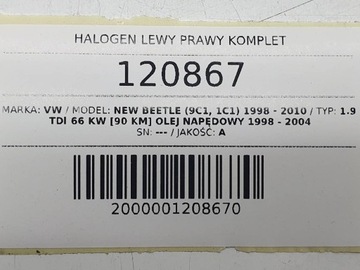 HALOGEN LEWY PRAWY KOMPLET
120867
MARKA: VW / MODEL: NEW BEETLE (9C1, 1C1) 1998 - 2010 / TYP: 1.9
TDI 66 KW [90 KM] OLEJ NAPĘDOWY 1998 - 2004
SN: --- / JAKOŚĆ: A
2000001208670